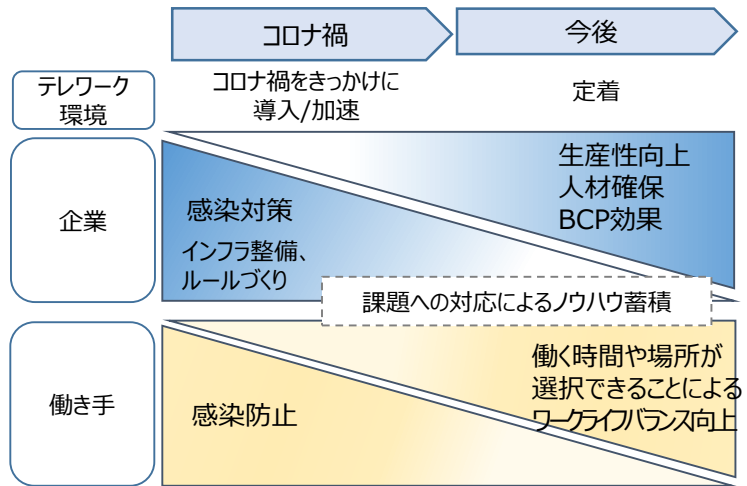 コロナ禍
今後
テレワーク
環境
コロナ禍をきっかけに
導入/加速
定着
企業
感染対策
インフラ整備、
ルールづくり
生産性向上
人材確保
BCP効果
課題への対応によるノウハウ蓄積
働き手
感染防止
働く時間や場所が
選択できることによる
ワークライフバランス向上